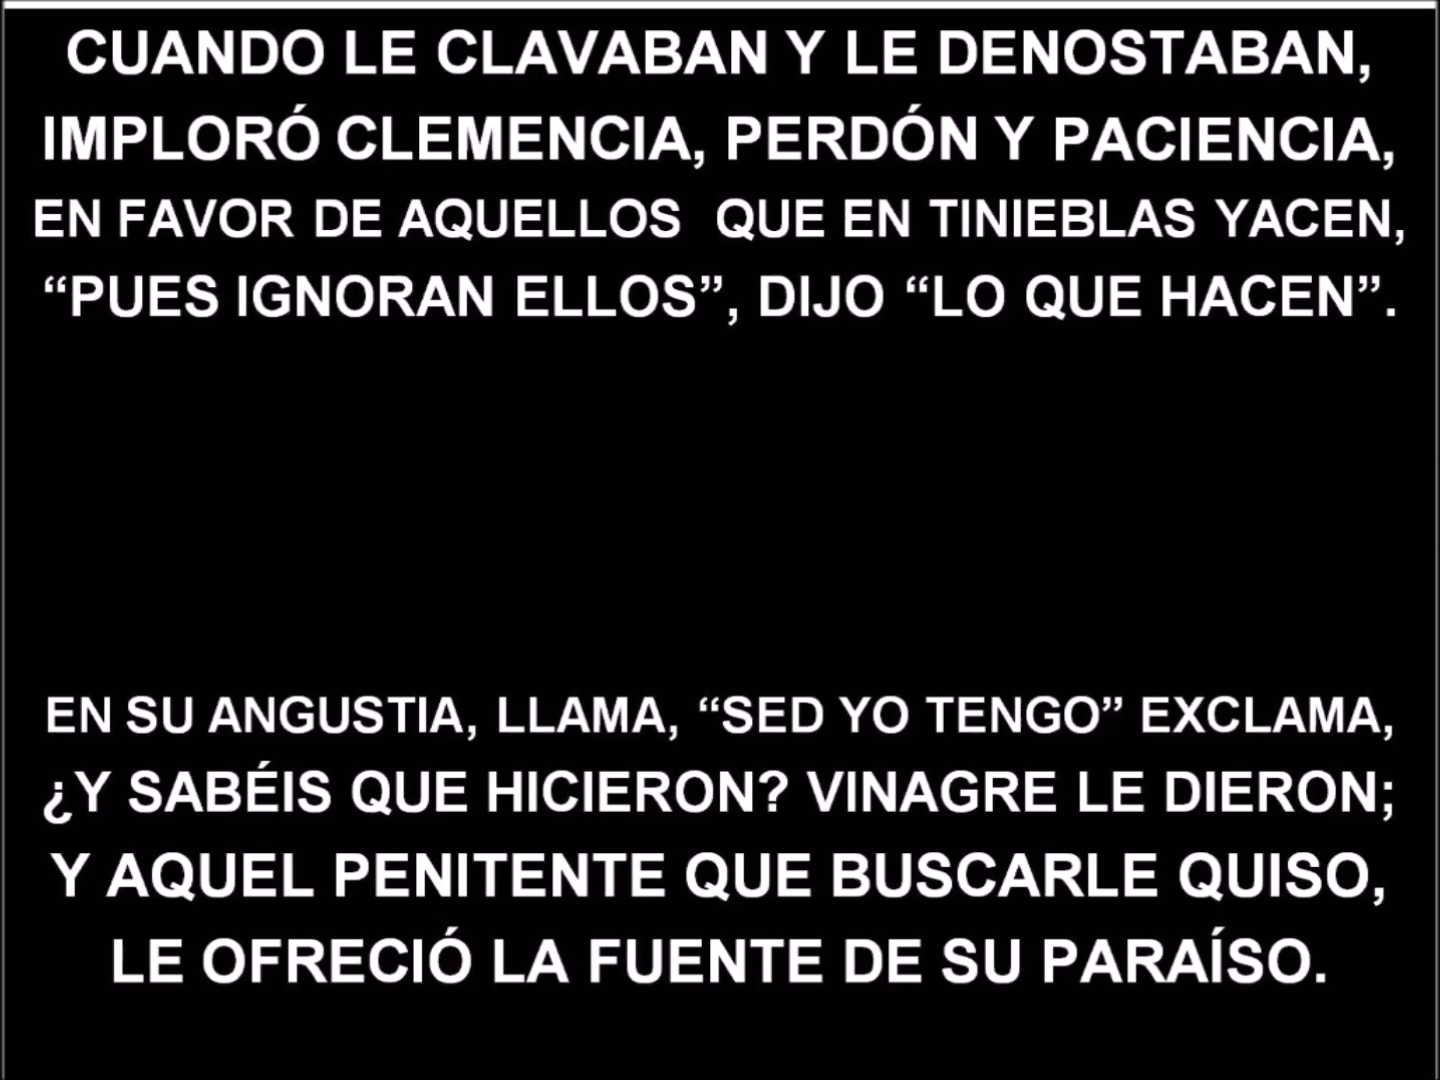 CUANDO LE CLAVABAN Y LE DENOSTABAN,
IMPLORÓ CLEMENCIA, PERDÓN Y PACIENCIA,
EN FAVOR DE AQUELLOS QUE EN TINIEBLAS YACEN,
“PUES IGNORAN ELLOS”, DIJO “LO QUE HACEN”.
EN SU ANGUSTIA, LLAMA, “SED YO TENGO” EXCLAMA,
¿Y SABÉIS QUE HICIERON? VINAGRE LE DIERON;
Y AQUEL PENITENTE QUE BUSCARLE QUISO,
LE OFRECIÓ LA FUENTE DE SU PARAÍSO.